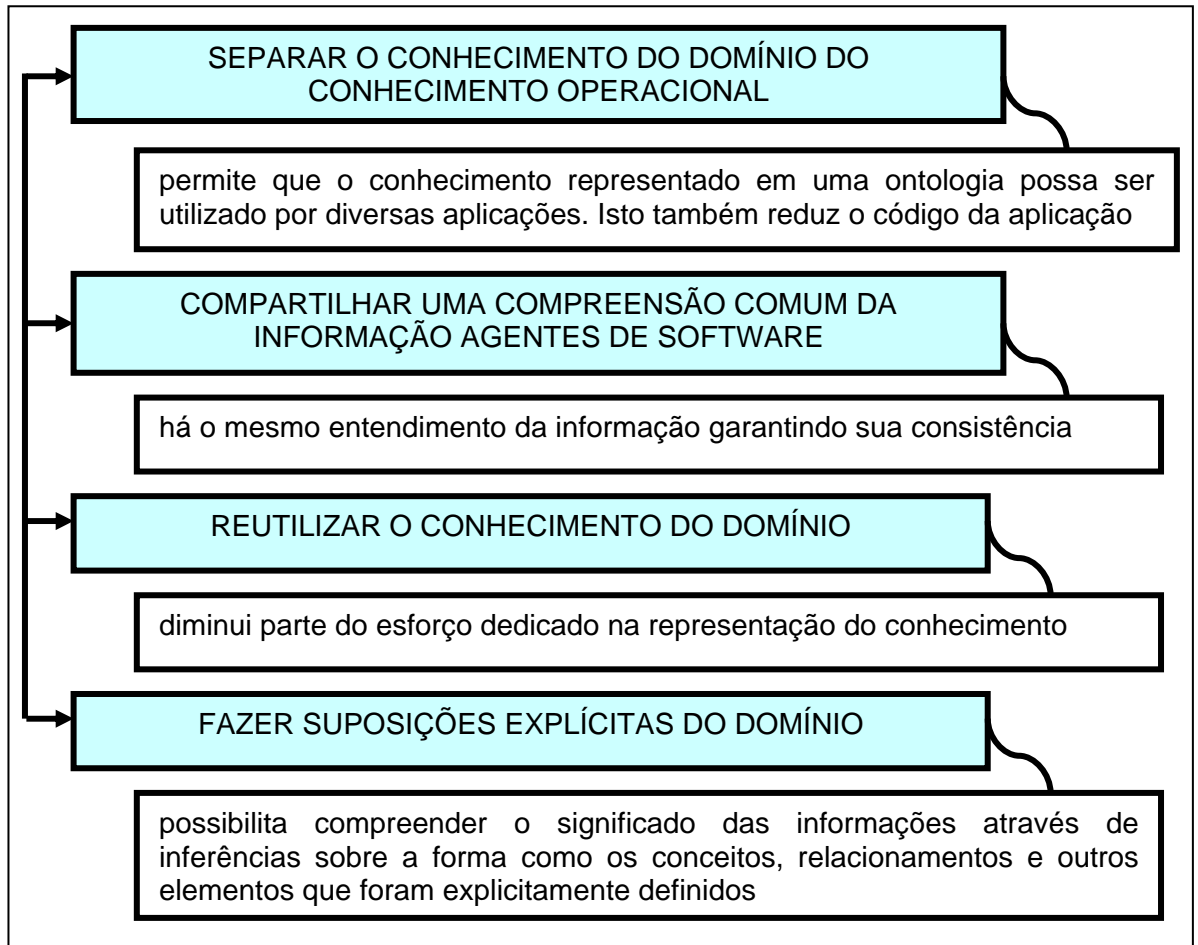 SEPARAR O CONHECIMENTO DO DOMÍNIO DO
CONHECIMENTO OPERACIONAL
permite que o conhecimento representado em uma ontologia possa ser
utilizado por diversas aplicações. Isto também reduz o código da aplicação
COMPARTILHAR UMA COMPREENSÃO COMUM DA
INFORMAÇÃO AGENTES DE SOFTWARE
há o mesmo entendimento da informação garantindo sua consistência
REUTILIZAR O CONHECIMENTO DO DOMÍNIO
diminui parte do esforço dedicado na representação do conhecimento
FAZER SUPOSIÇÕES EXPLÍCITAS DO DOMÍNIO
possibilita compreender o significado das informações através de
inferências sobre a forma como os conceitos, relacionamentos e outros
elementos que foram explicitamente definidos